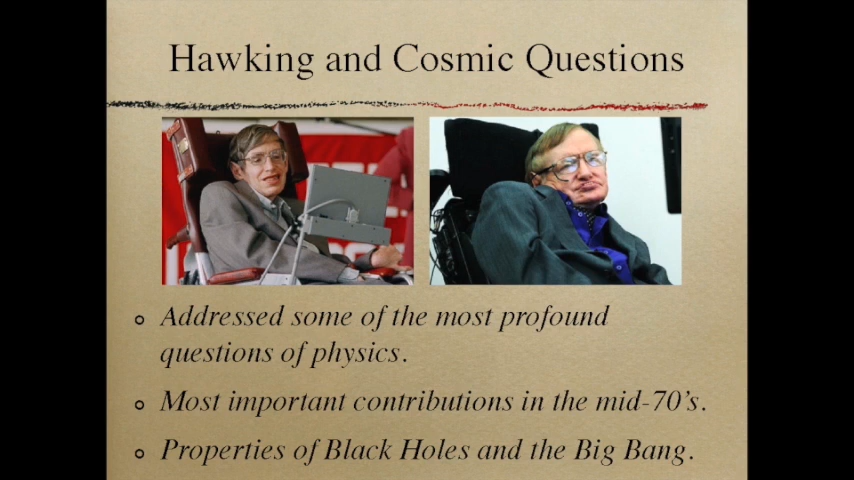 Hawking and Cosmic Questions
Addressed some of the most profound
questions of physics.
Most important contributions in the mid-70's.
Properties of Black Holes and the Big Bang.